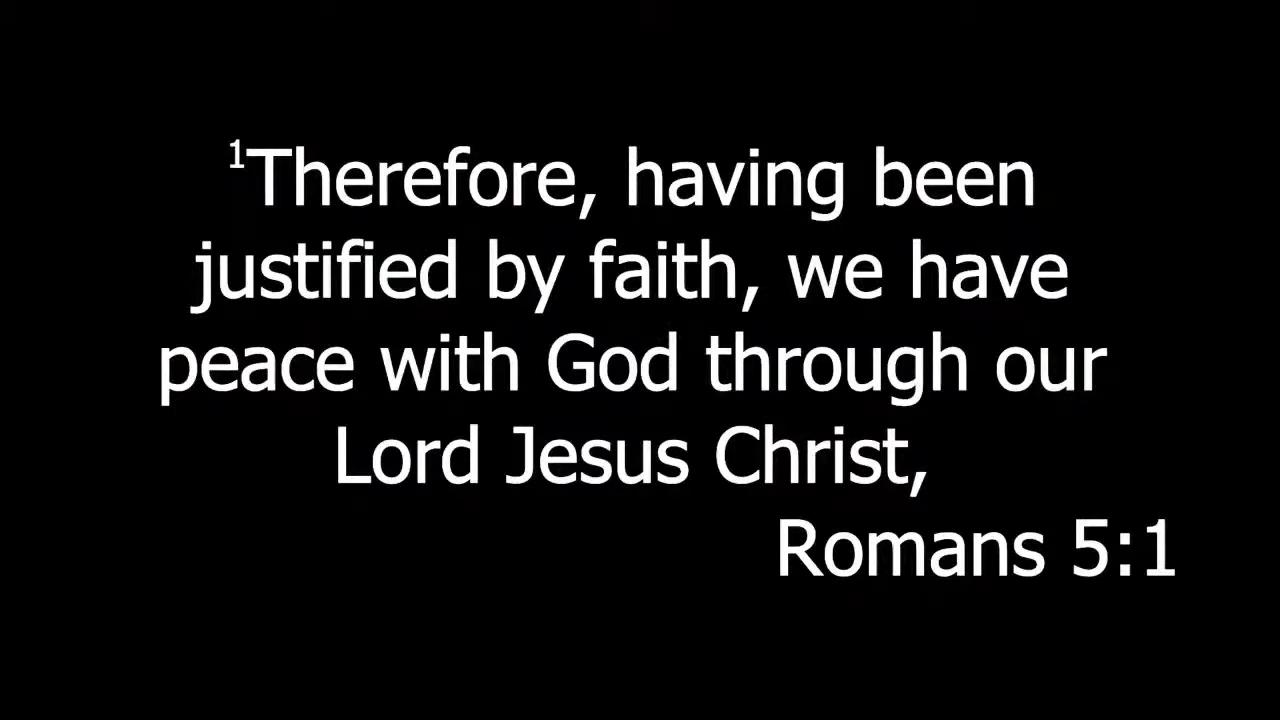 ¹Therefore, having been
justified by faith, we have
peace with God through our
Lord Jesus Christ,
Romans 5:1